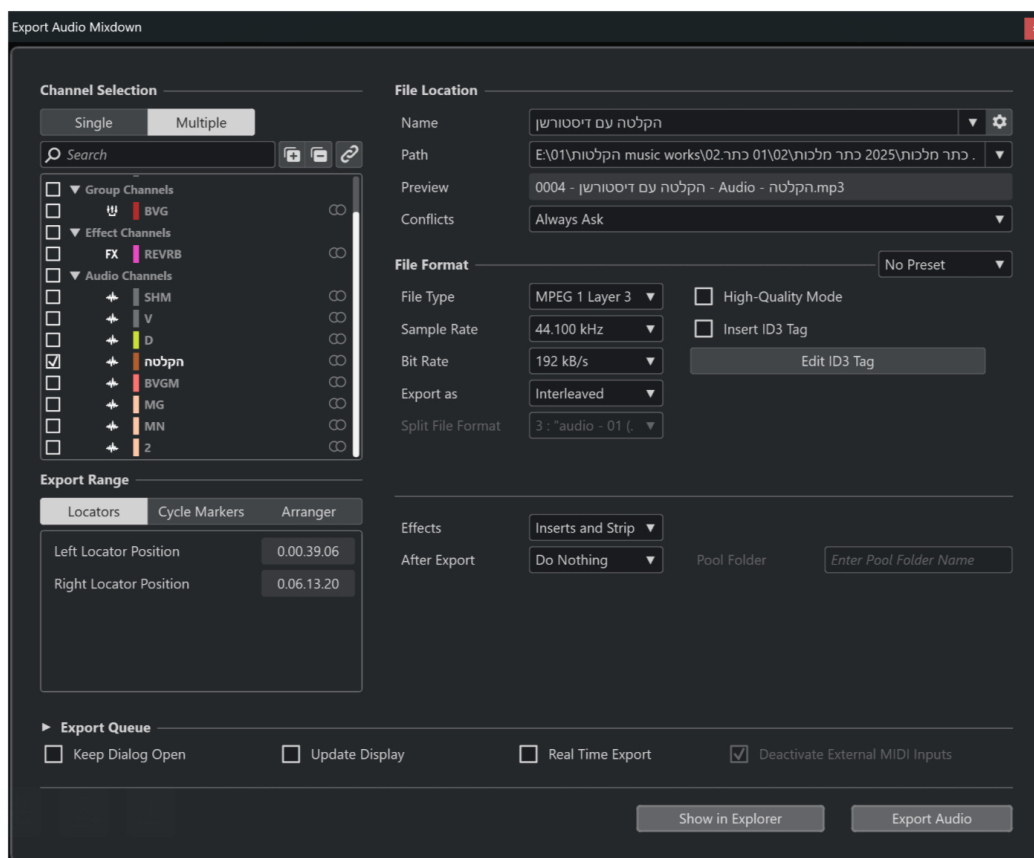 Export Audio Mixdown
Channel Selection
Single Multiple
Search
Group Channels
BVG
Effect Channels
FX REVRB
Audio Channels
SHM
V
D
הקלטה
BVGM
MG
MN
2
Export Range
Locators Cycle Markers Arranger
Left Locator Position 0.00.39.06
Right Locator Position 0.06.13.20
File Location
Name הקלטה עם דיסטורשן
Path E:\01\הקלטות music works\02.כתר מלכות\2025 כתר מלכות\02\01 כתר .
Preview 0004 - הקלטה עם דיסטורשן - Audio - הקלטה.mp3
Conflicts Always Ask
File Format No Preset
File Type MPEG 1 Layer 3 High-Quality Mode
Sample Rate 44.100 kHz Insert ID3 Tag
Bit Rate 192 kB/s Edit ID3 Tag
Export as Interleaved
Split File Format 3 : "audio - 01 (.
Effects Inserts and Strip
After Export Do Nothing Pool Folder Enter Pool Folder Name
Export Queue
Keep Dialog Open Update Display Real Time Export Deactivate External MIDI Inputs
Show in Explorer Export Audio